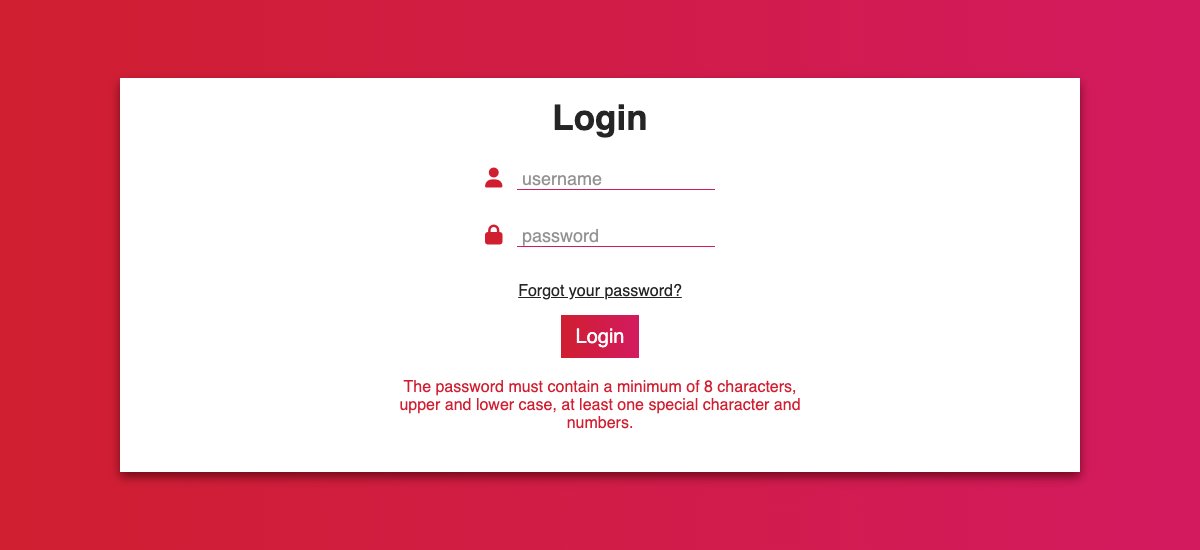 Login
username
password
Forgot your password?
Login
The password must contain a minimum of 8 characters,
upper and lower case, at least one special character and
numbers.